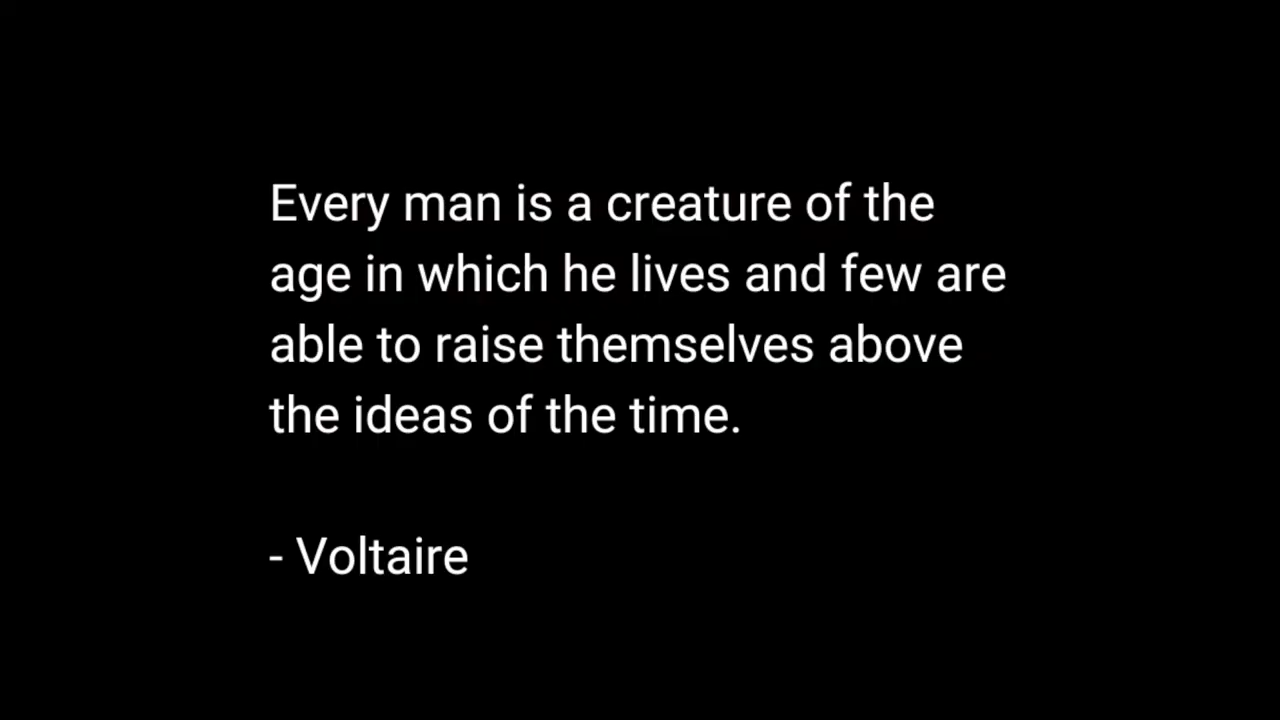 Every man is a creature of the
age in which he lives and few are
able to raise themselves above
the ideas of the time.
- Voltaire